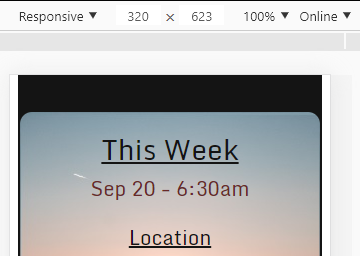 Responsive ▼ 320 × 623 100% ▼ Online ▼
This Week
Sep 20 - 6:30am
Location